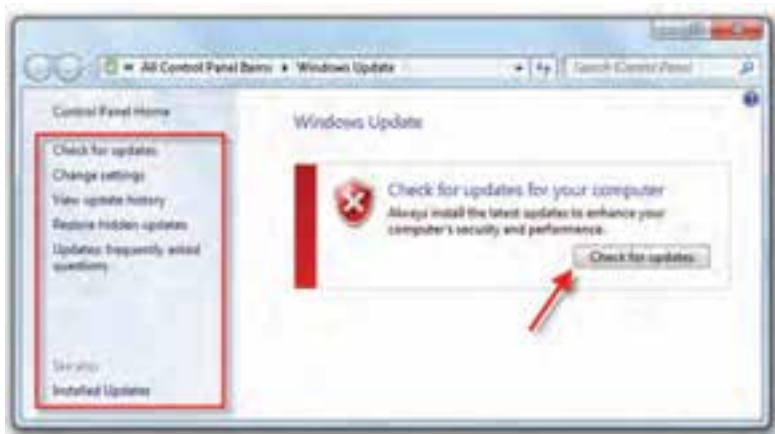 All Control Panel Items Windows Update
Search Control Panel
Control Panel Home
Check for updates
Change settings
View update history
Restore hidden updates
Updates: frequently asked
questions
See also
Installed Updates
Windows Update
Check for updates for your computer
Always install the latest updates to enhance your
computer's security and performance.
Check for updates